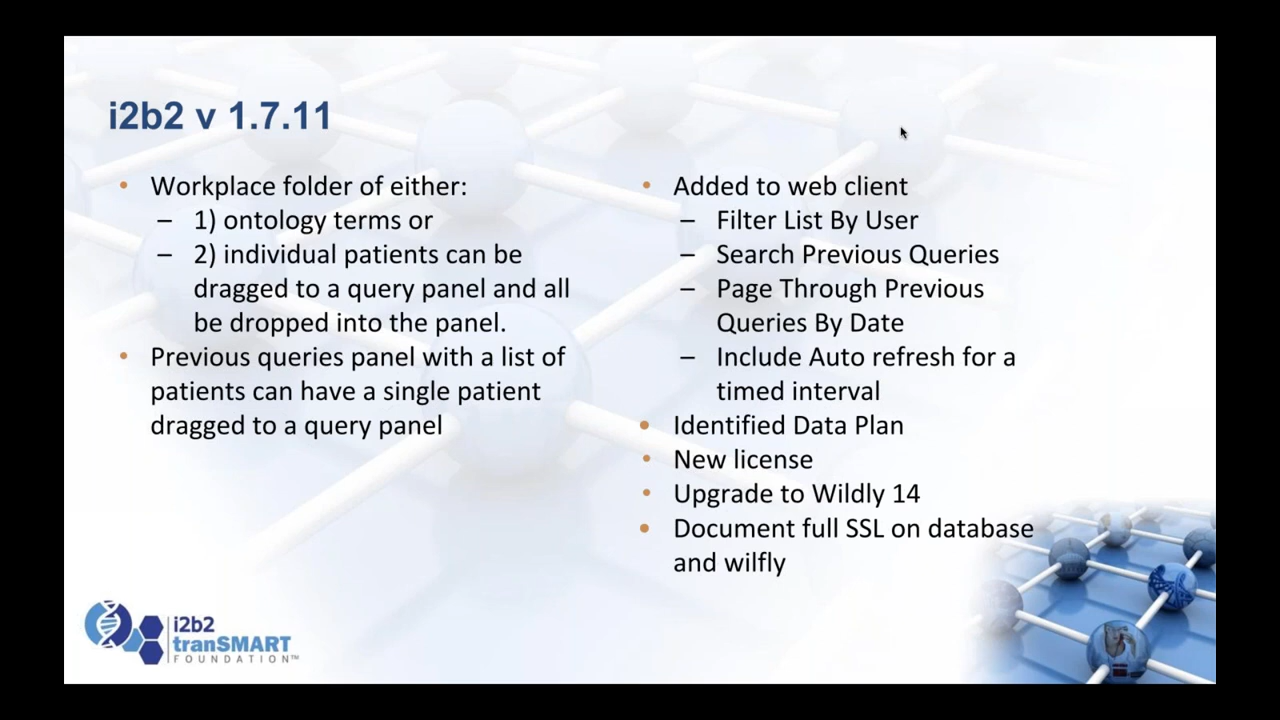 i2b2 v 1.7.11
• Workplace folder of either:
– 1) ontology terms or
– 2) individual patients can be
dragged to a query panel and all
be dropped into the panel.
• Previous queries panel with a list of
patients can have a single patient
dragged to a query panel
• Added to web client
– Filter List By User
– Search Previous Queries
– Page Through Previous
Queries By Date
– Include Auto refresh for a
timed interval
• Identified Data Plan
• New license
• Upgrade to Wildly 14
• Document full SSL on database
and wilfly
i2b2
tranSMART
FOUNDATION™